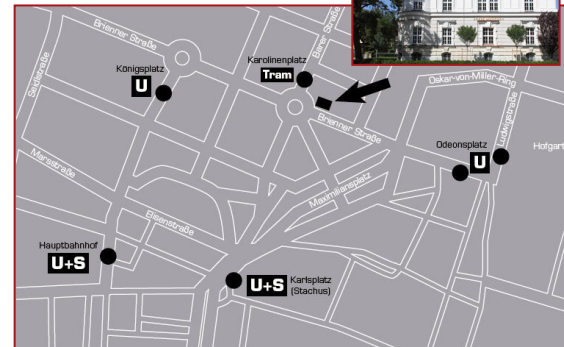 Brienner Straße
Barer Straße
Karolinenplatz
Tram
Königsplatz
U
Seidlstraße
Oskar-von-Miller-Ring
Ludwigstraße
Brienner Straße
Odeonsplatz
U
Hofgart
Marsstraße
Maximiliansplatz
Elisenstraße
Hauptbahnhof
U+S
U+S
Karlsplatz
(Stachus)